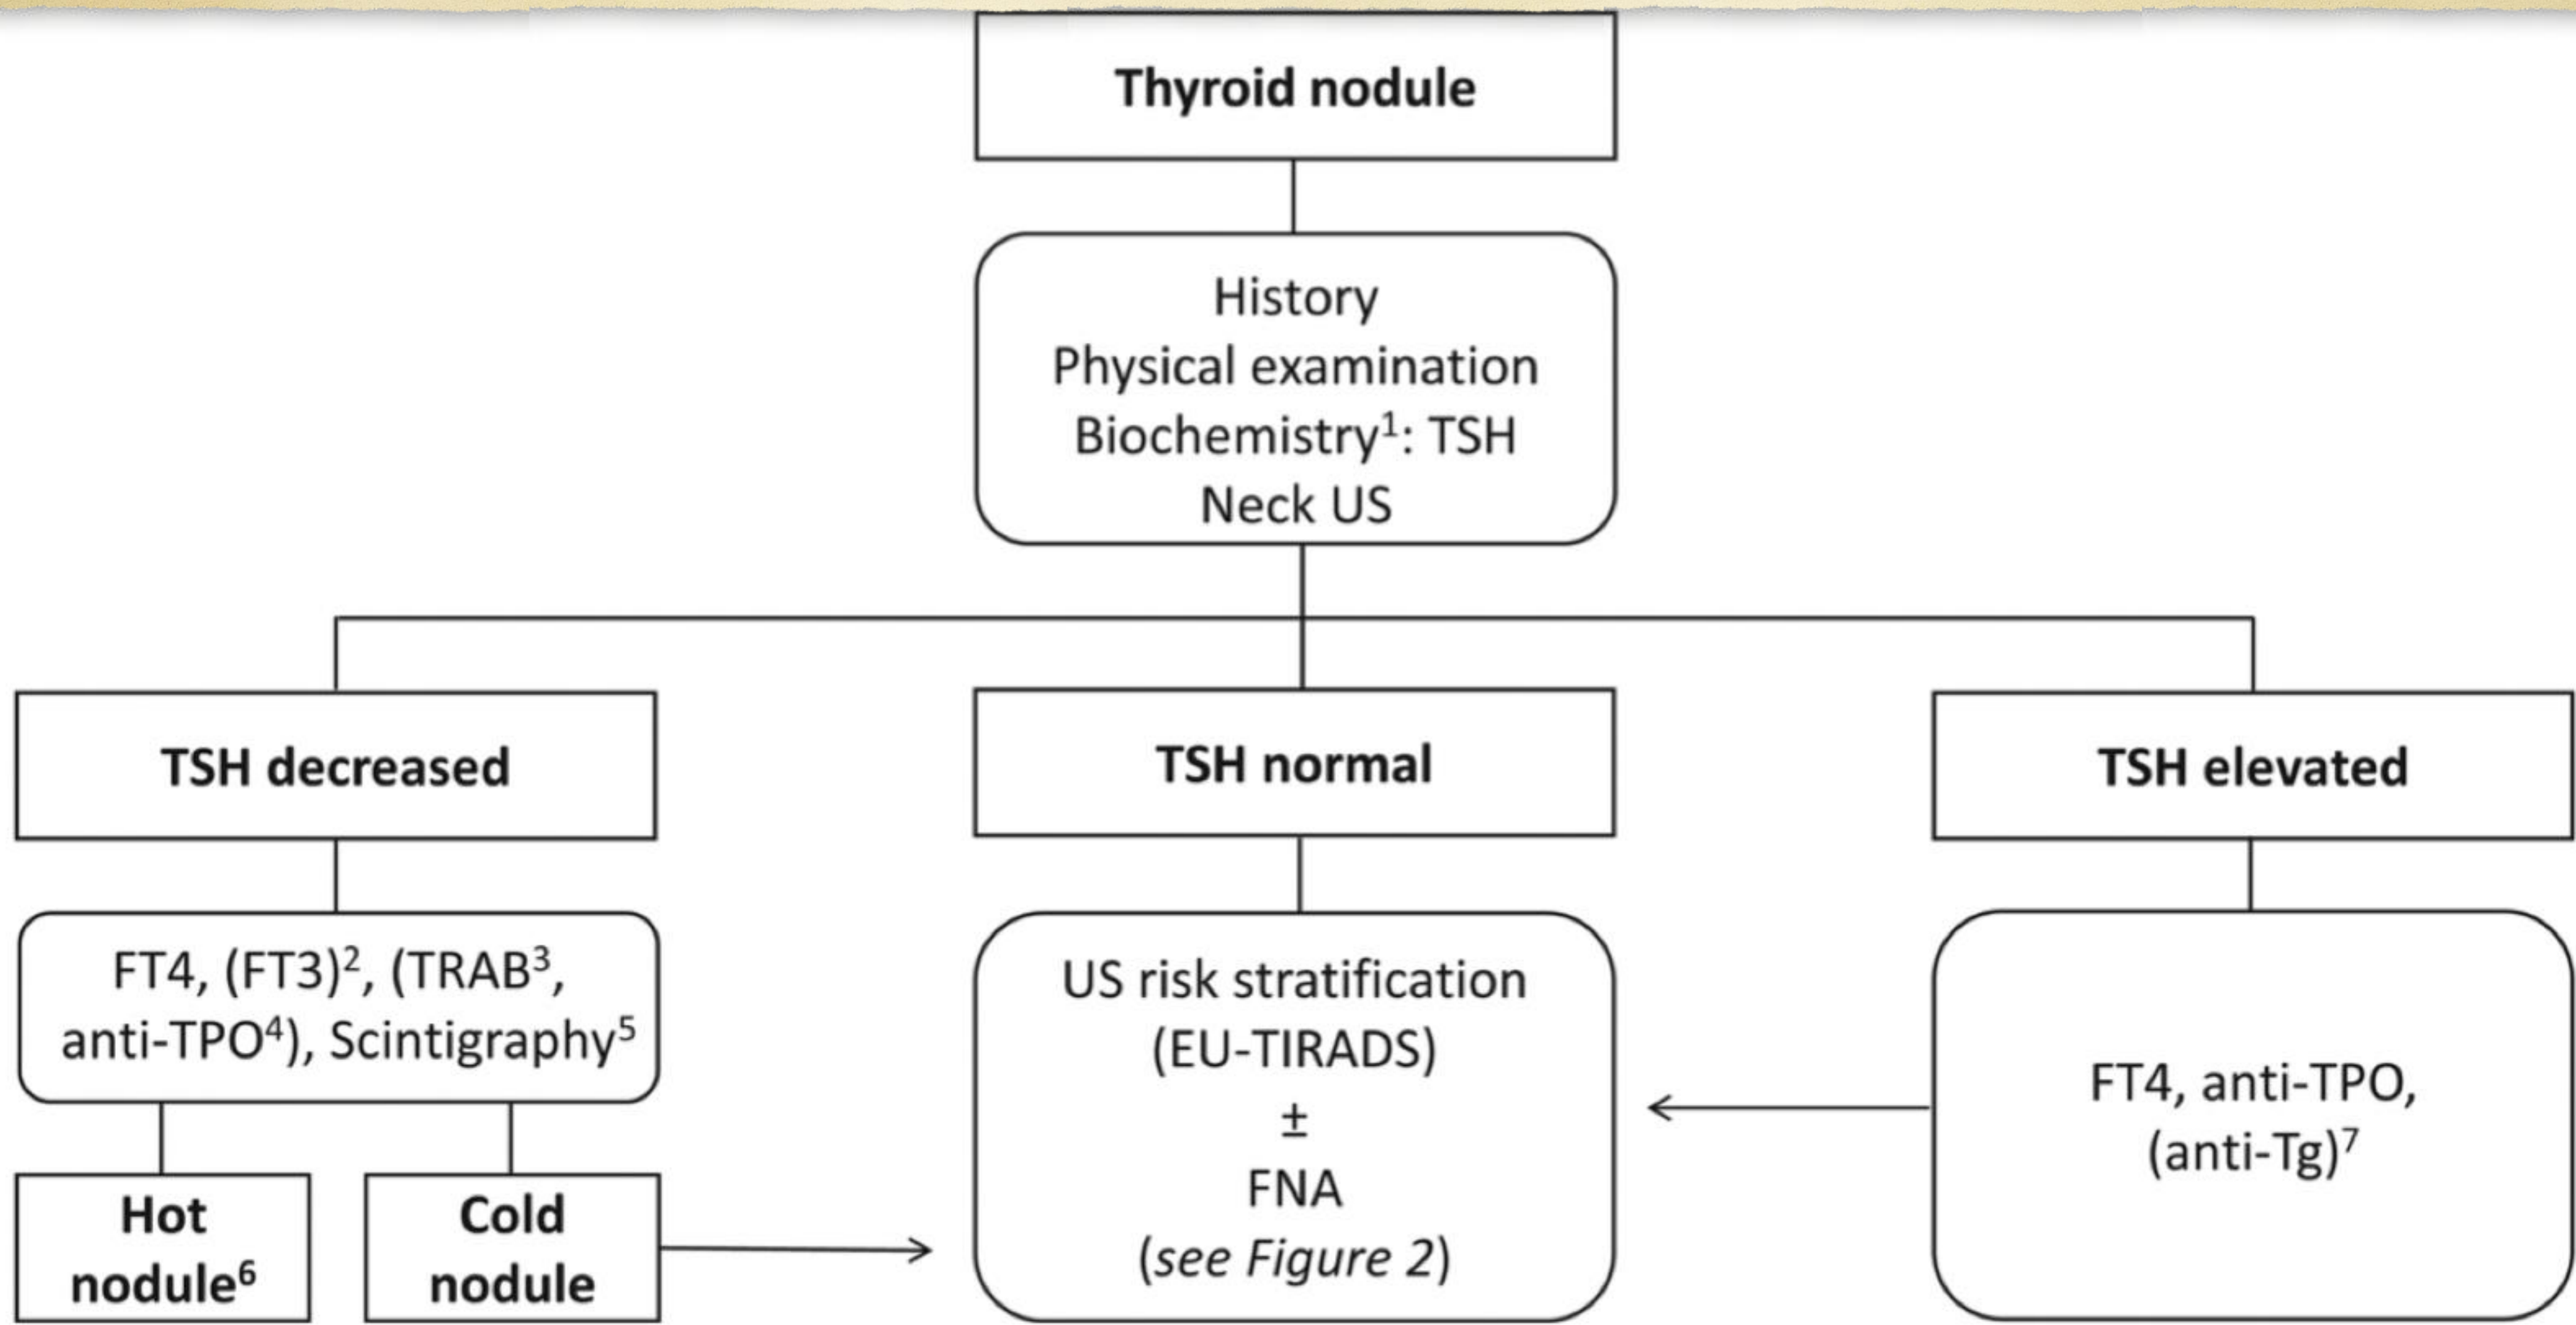 Thyroid nodule
History
Physical examination
Biochemistry¹: TSH
Neck US
TSH decreased
TSH normal
TSH elevated
FT4, (FT3)², (TRAB³,
anti-TPO⁴), Scintigraphy⁵
Hot
nodule⁶
Cold
nodule
US risk stratification
(EU-TIRADS)
±
FNA
(see Figure 2)
FT4, anti-TPO,
(anti-Tg)⁷